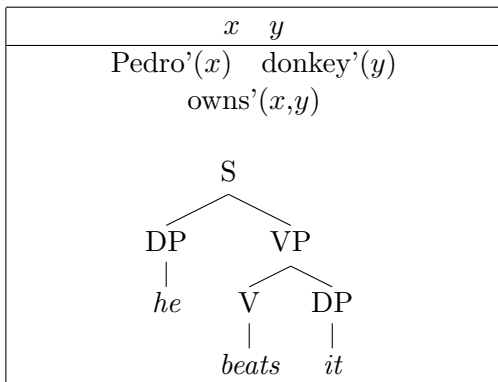 x y
Pedro’(x) donkey’(y)
owns’(x,y)
S
DP VP
he V DP
beats it